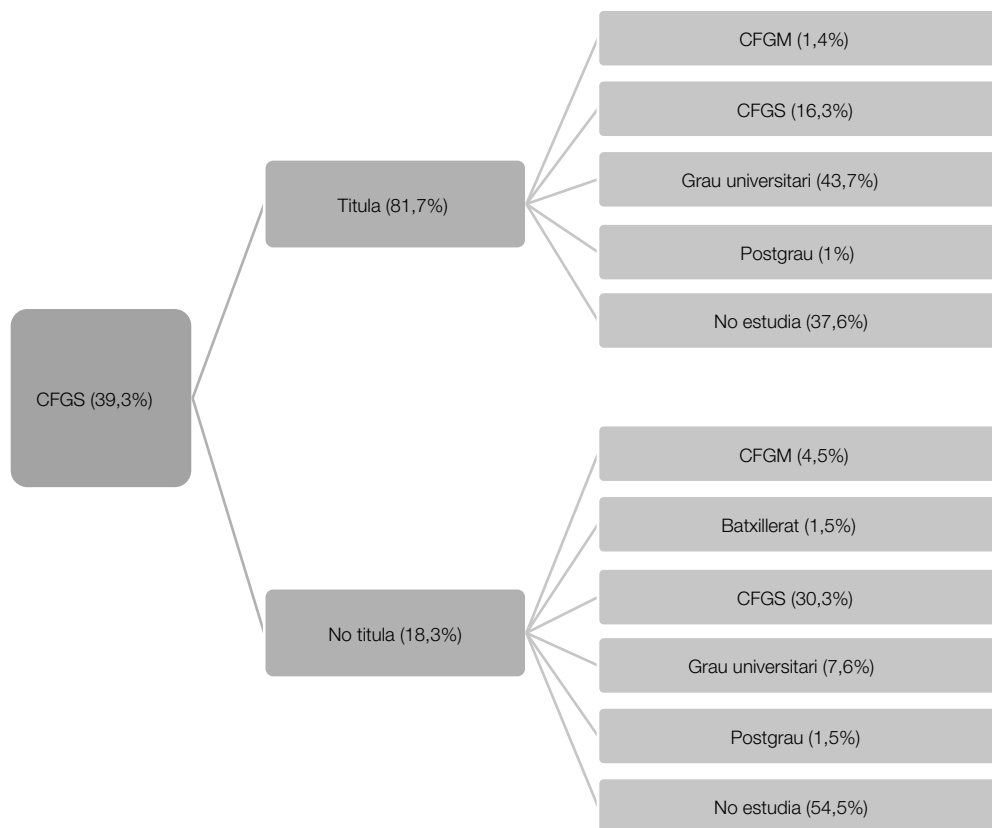 CFGS (39,3%)
Titula (81,7%)
CFGM (1,4%)
CFGS (16,3%)
Grau universitari (43,7%)
Postgrau (1%)
No estudia (37,6%)
No titula (18,3%)
CFGM (4,5%)
Batxillerat (1,5%)
CFGS (30,3%)
Grau universitari (7,6%)
Postgrau (1,5%)
No estudia (54,5%)